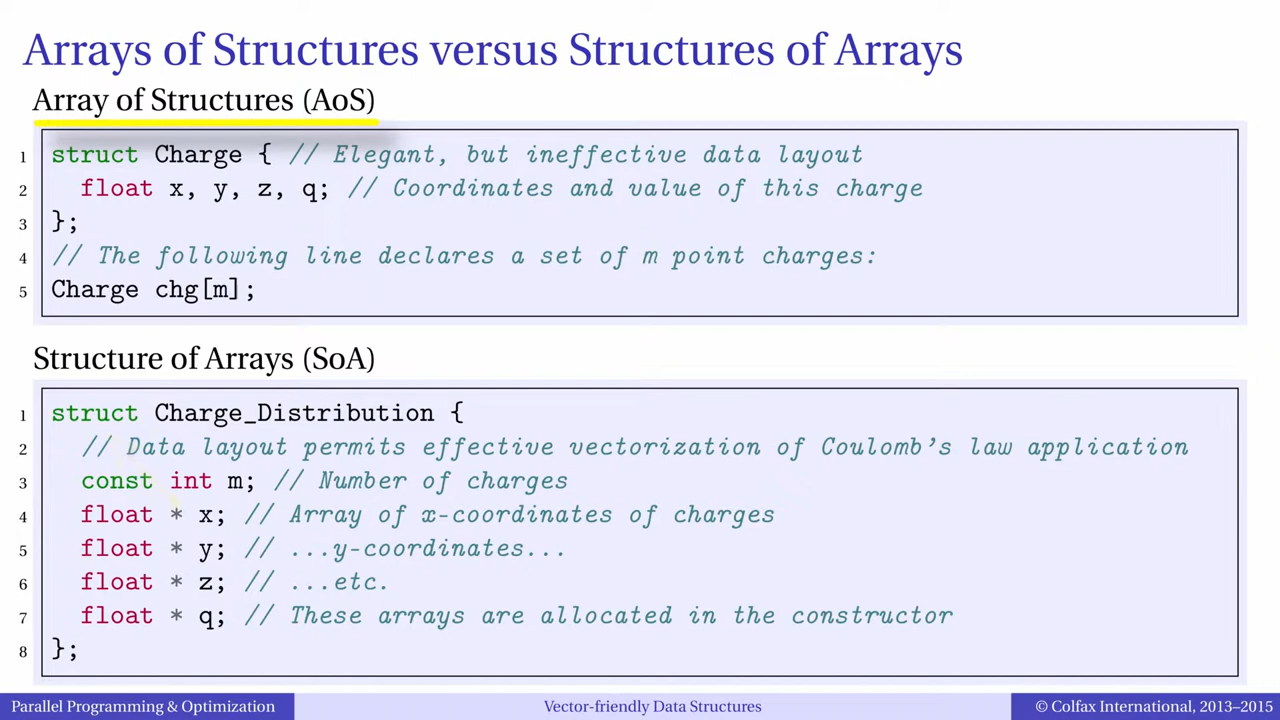 Arrays of Structures versus Structures of Arrays
Array of Structures (AoS)
1 struct Charge { // Elegant, but ineffective data layout
2 float x, y, z, q; // Coordinates and value of this charge
3 };
4 // The following line declares a set of m point charges:
5 Charge chg[m];
Structure of Arrays (SoA)
1 struct Charge_Distribution {
2 // Data layout permits effective vectorization of Coulomb's law application
3 const int m; // Number of charges
4 float * x; // Array of x-coordinates of charges
5 float * y; // ...y-coordinates...
6 float * z; // ...etc.
7 float * q; // These arrays are allocated in the constructor
8 };
Parallel Programming & Optimization
Vector-friendly Data Structures
© Colfax International, 2013–2015